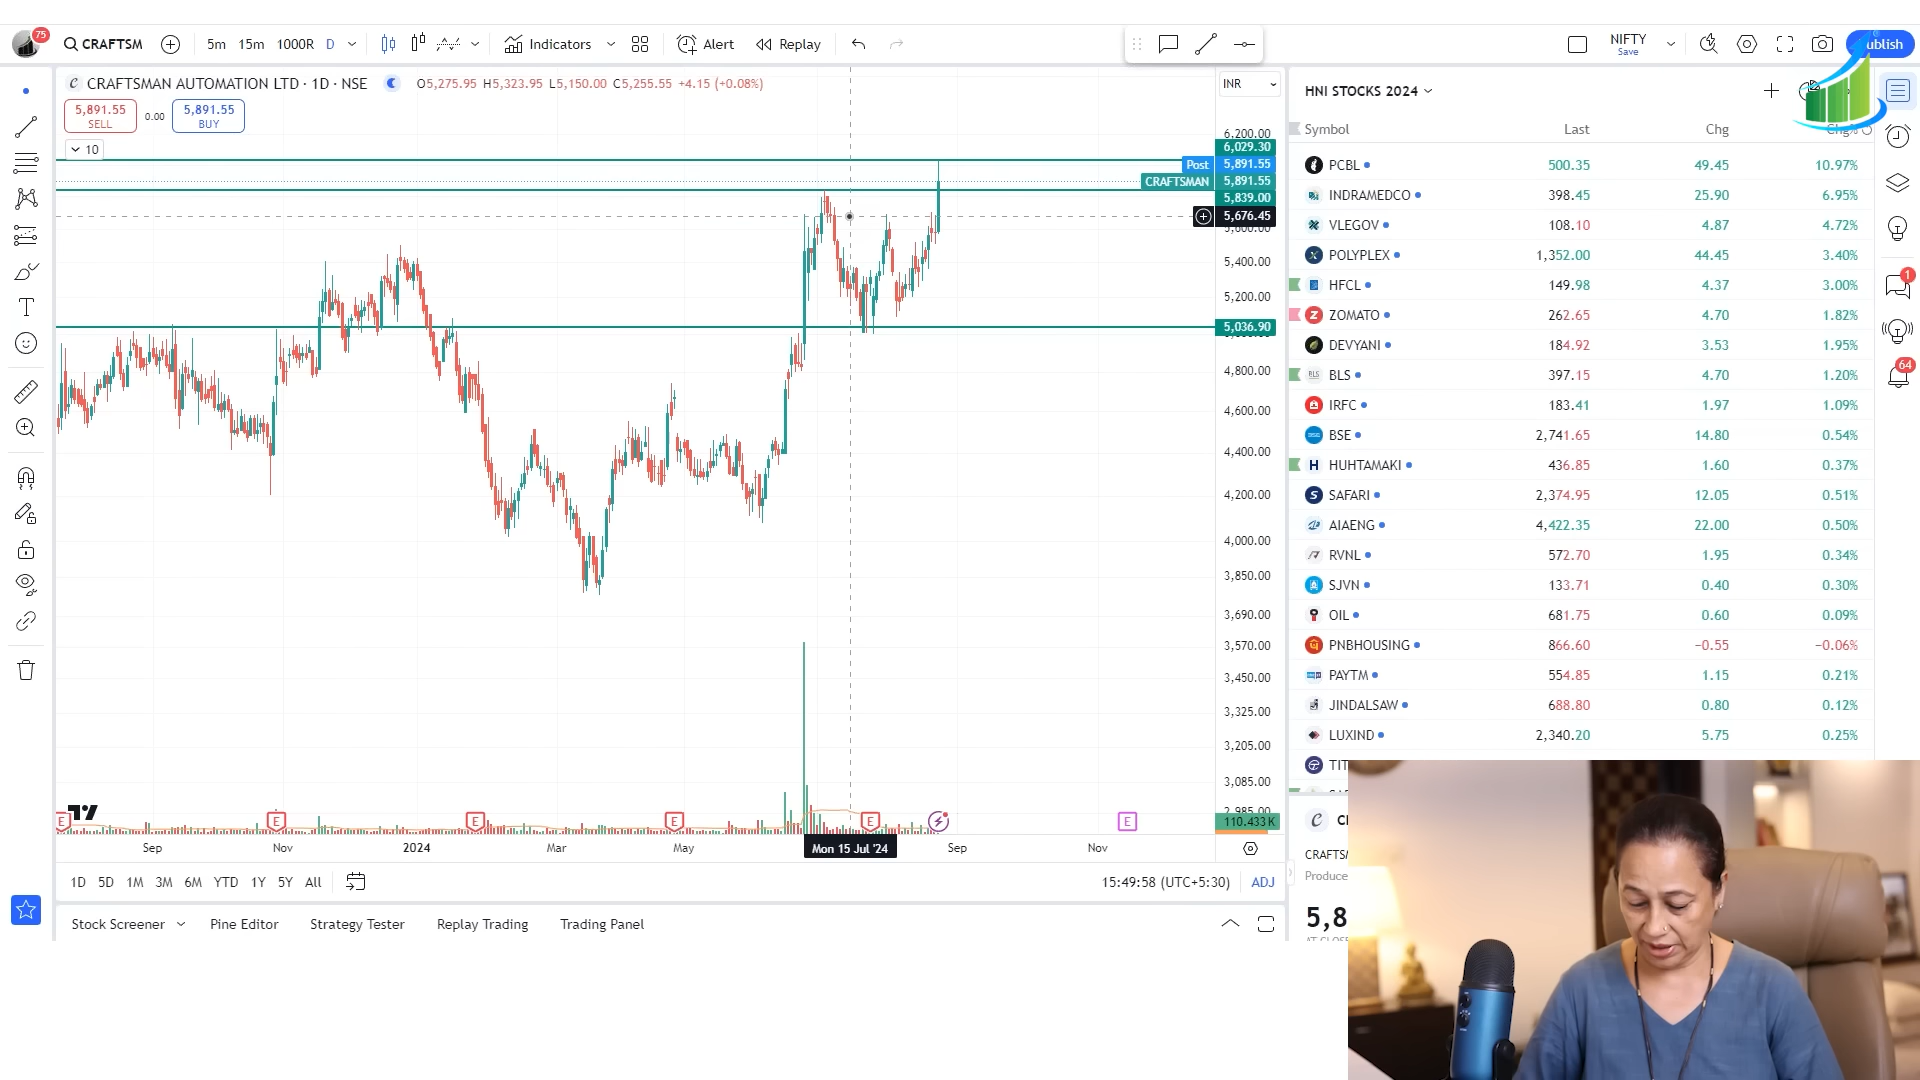 75
CRAFTSM
5m 15m 1000R D
Indicators
Alert
Replay
NIFTY
Save
CRAFTSMAN AUTOMATION LTD · 1D · NSE
O5,275.95 H5,323.95 L5,150.00 C5,255.55 +4.15 (+0.08%)
INR
5,891.55
SELL
0.00
5,891.55
BUY
10
6,200.00
6,029.30
Post 5,891.55
CRAFTSMAN 5,891.55
5,839.00
5,676.45
5,600.00
5,400.00
5,200.00
5,036.90
4,800.00
4,600.00
4,400.00
4,200.00
4,000.00
3,850.00
3,690.00
3,570.00
3,450.00
3,325.00
3,205.00
3,085.00
2,985.00
110.433K
E E E E E E
Sep Nov 2024 Mar May Mon 15 Jul '24 Sep Nov
1D 5D 1M 3M 6M YTD 1Y 5Y All
15:49:58 (UTC+5:30) ADJ
Stock Screener Pine Editor Strategy Tester Replay Trading Trading Panel
HNI STOCKS 2024
Symbol Last Chg Chg%
PCBL 500.35 49.45 10.97%
INDRAMEDCO 398.45 25.90 6.95%
VLEGOV 108.10 4.87 4.72%
POLYPLEX 1,352.00 44.45 3.40%
HFCL 149.98 4.37 3.00%
ZOMATO 262.65 4.70 1.82%
DEVYANI 184.92 3.53 1.95%
BLS 397.15 4.70 1.20%
IRFC 183.41 1.97 1.09%
BSE 2,741.65 14.80 0.54%
HUHTAMAKI 436.85 1.60 0.37%
SAFARI 2,374.95 12.05 0.51%
AIAENG 4,422.35 22.00 0.50%
RVNL 572.70 1.95 0.34%
SJVN 133.71 0.40 0.30%
OIL 681.75 0.60 0.09%
PNBHOUSING 866.60 −0.55 −0.06%
PAYTM 554.85 1.15 0.21%
JINDALSAW 688.80 0.80 0.12%
LUXIND 2,340.20 5.75 0.25%
TIT
CRAFTSM
Produce
5,8
1
64